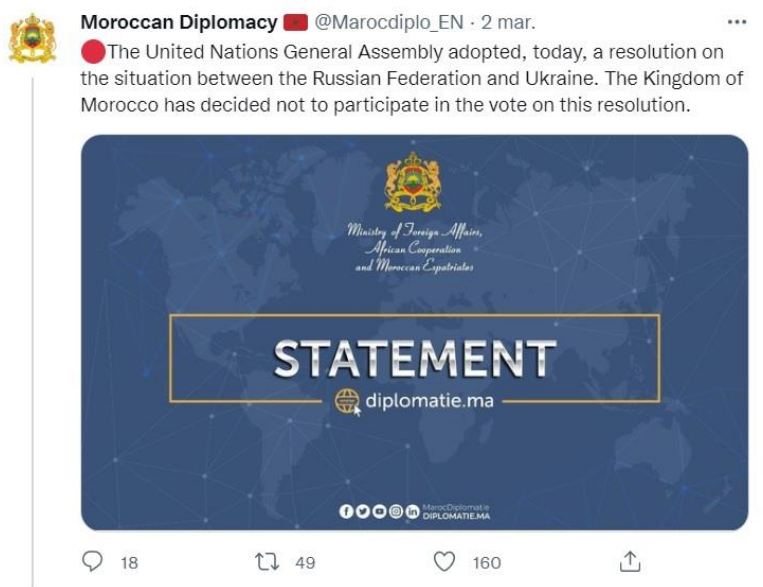 Moroccan Diplomacy 🇲🇦 @Marocdiplo_EN · 2 mar.
🔴The United Nations General Assembly adopted, today, a resolution on
the situation between the Russian Federation and Ukraine. The Kingdom of
Morocco has decided not to participate in the vote on this resolution.
Ministry of Foreign Affairs,
African Cooperation
and Moroccan Expatriates
STATEMENT
diplomatie.ma
MarocDiplomatie
DIPLOMATIE.MA
18 49 160